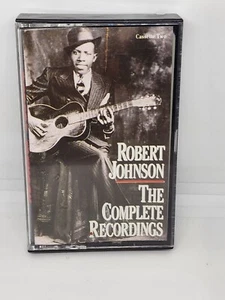 Cassette Two
ROBERT
JOHNSON
THE
COMPLETE
RECORDINGS